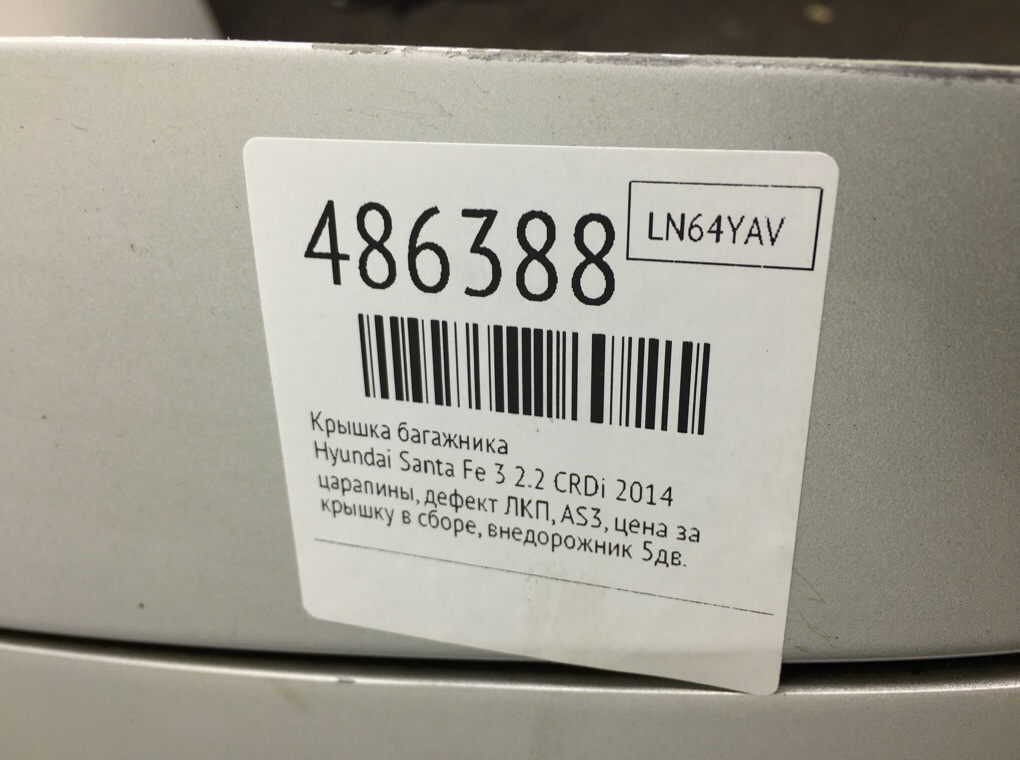 486388
LN64YAV
Крышка багажника
Hyundai Santa Fe 3 2.2 CRDi 2014
царапины, дефект ЛКП, AS3, цена за
крышку в сборе, внедорожник 5дв.